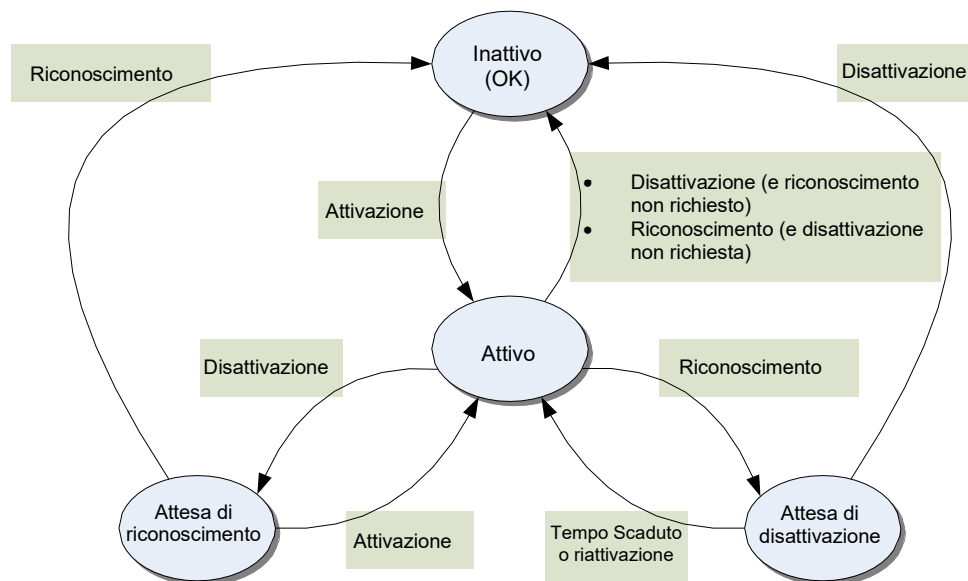 Inattivo
(OK)
Riconoscimento
Disattivazione
Attivazione
• Disattivazione (e riconoscimento
non richiesto)
• Riconoscimento (e disattivazione
non richiesta)
Attivo
Disattivazione
Riconoscimento
Attesa di
riconoscimento
Attivazione
Tempo Scaduto
o riattivazione
Attesa di
disattivazione